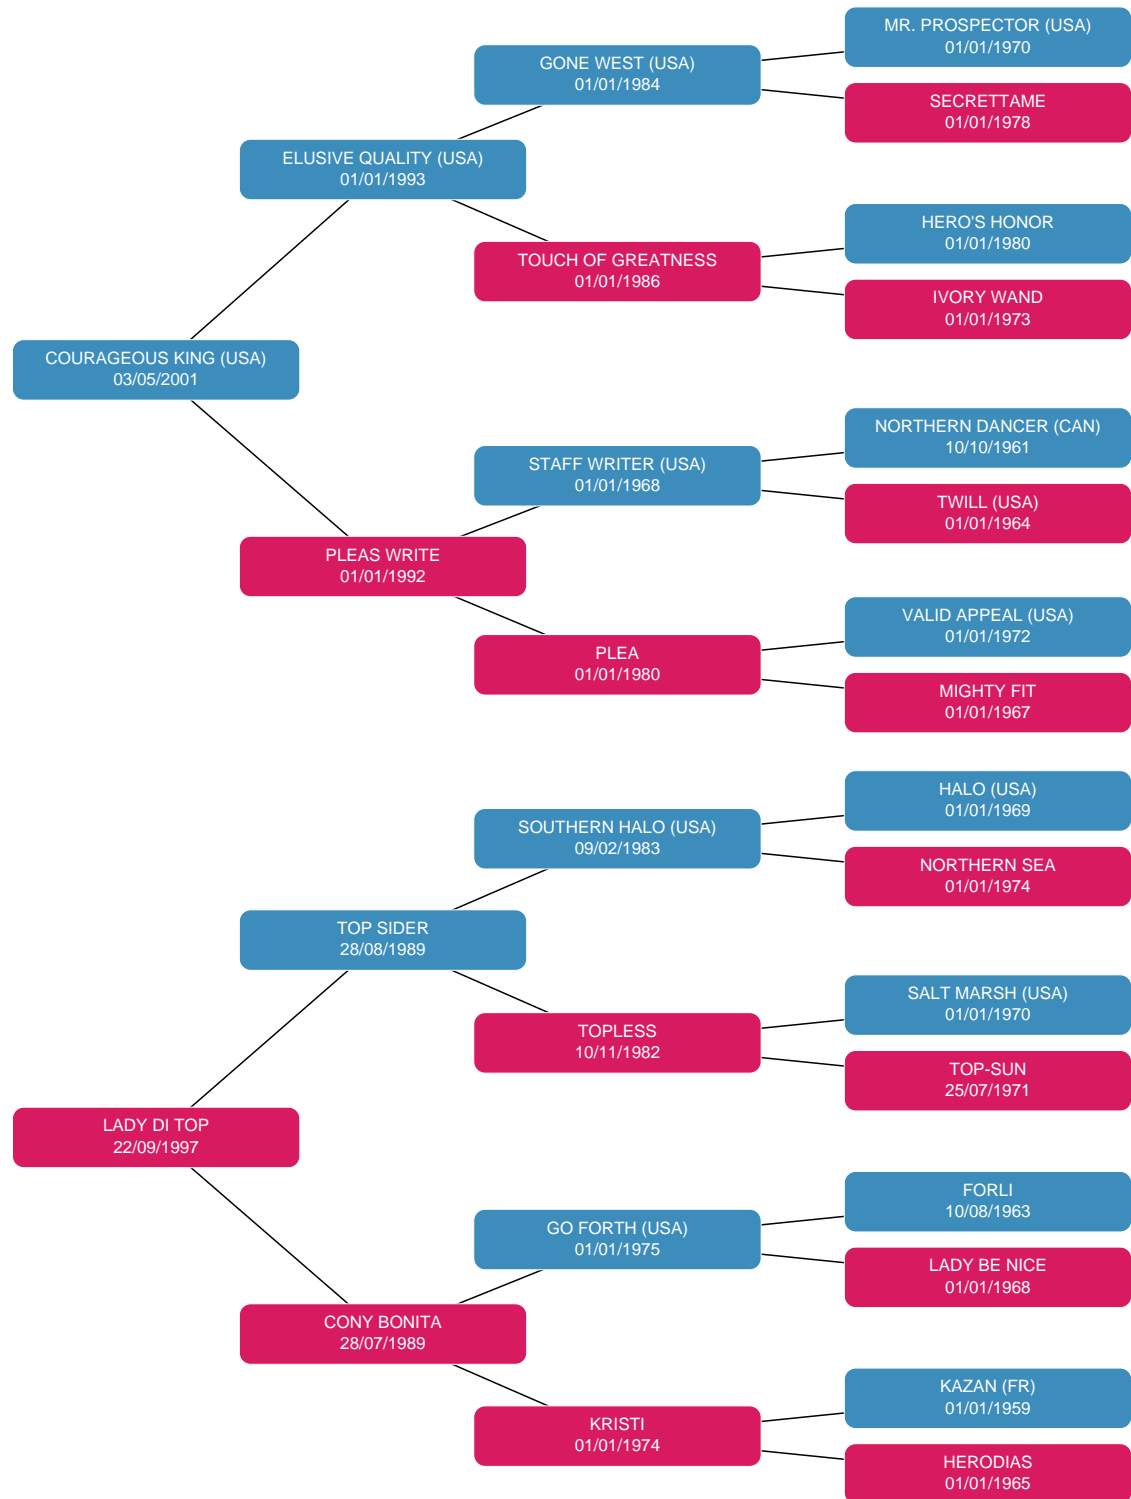 MR. PROSPECTOR (USA)
01/01/1970
GONE WEST (USA)
01/01/1984
SECRETTAME
01/01/1978
ELUSIVE QUALITY (USA)
01/01/1993
HERO'S HONOR
01/01/1980
TOUCH OF GREATNESS
01/01/1986
IVORY WAND
01/01/1973
COURAGEOUS KING (USA)
03/05/2001
NORTHERN DANCER (CAN)
10/10/1961
STAFF WRITER (USA)
01/01/1968
TWILL (USA)
01/01/1964
PLEAS WRITE
01/01/1992
VALID APPEAL (USA)
01/01/1972
PLEA
01/01/1980
MIGHTY FIT
01/01/1967
HALO (USA)
01/01/1969
SOUTHERN HALO (USA)
09/02/1983
NORTHERN SEA
01/01/1974
TOP SIDER
28/08/1989
SALT MARSH (USA)
01/01/1970
TOPLESS
10/11/1982
TOP-SUN
25/07/1971
LADY DI TOP
22/09/1997
FORLI
10/08/1963
GO FORTH (USA)
01/01/1975
LADY BE NICE
01/01/1968
CONY BONITA
28/07/1989
KAZAN (FR)
01/01/1959
KRISTI
01/01/1974
HERODIAS
01/01/1965